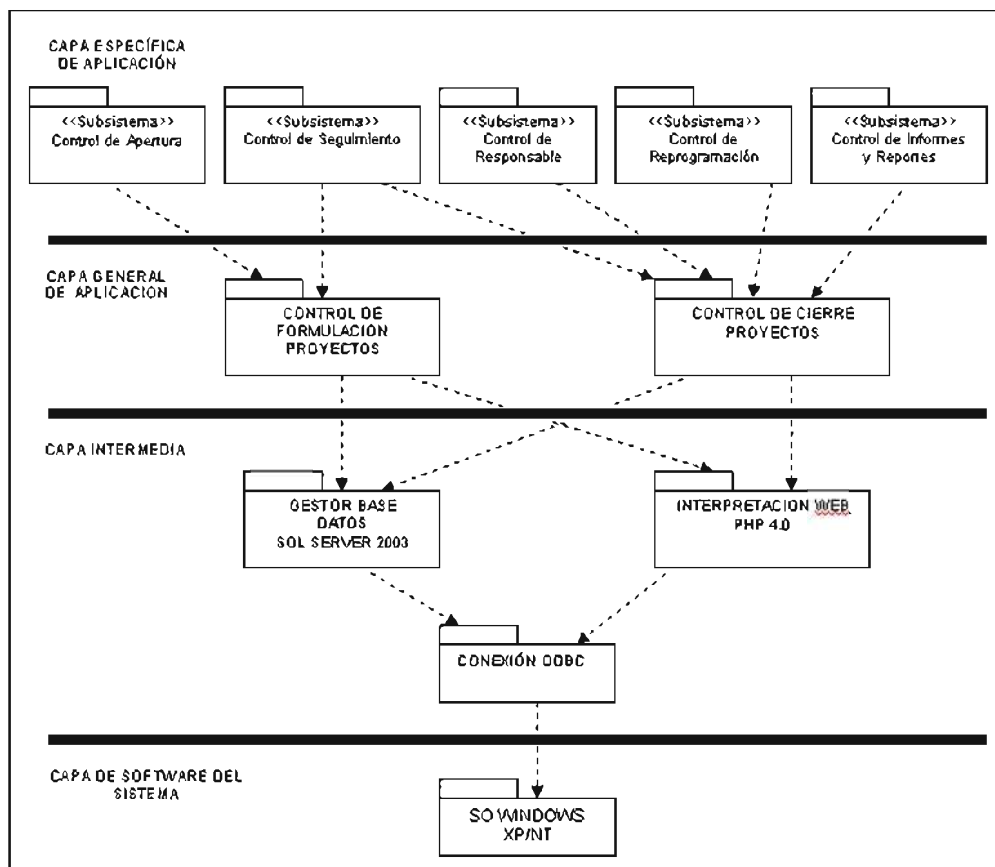 CAPA ESPECÍFICA
DE APLICACIÓN
<<Subsistema>>
Control de Apertura
<<Subsistema>>
Control de Seguimiento
<<Subsistema>>
Control de
Responsable
<<Subsistema>>
Control de
Reprogramación
<<Subsistema>>
Control de Informes
y Reportes
CAPA GENERAL
DE APLICACION
CONTROL DE
FORMULACION
PROYECTOS
CONTROL DE CIERRE
PROYECTOS
CAPA INTERMEDIA
GESTOR BASE
DATOS
SQL SERVER 2003
INTERPRETACION WEB
PHP 4.0
CONEXIÓN ODBC
CAPA DE SOFTWARE DEL
SISTEMA
SO WINDOWS
XP/NT